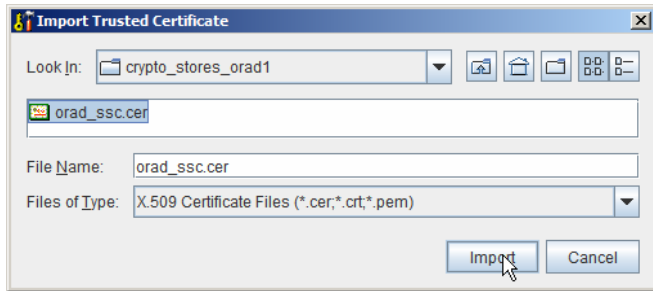 Import Trusted Certificate
Look In: crypto_stores_orad1
orad_ssc.cer
File Name: orad_ssc.cer
Files of Type: X.509 Certificate Files (*.cer;*.crt;*.pem)
Import Cancel